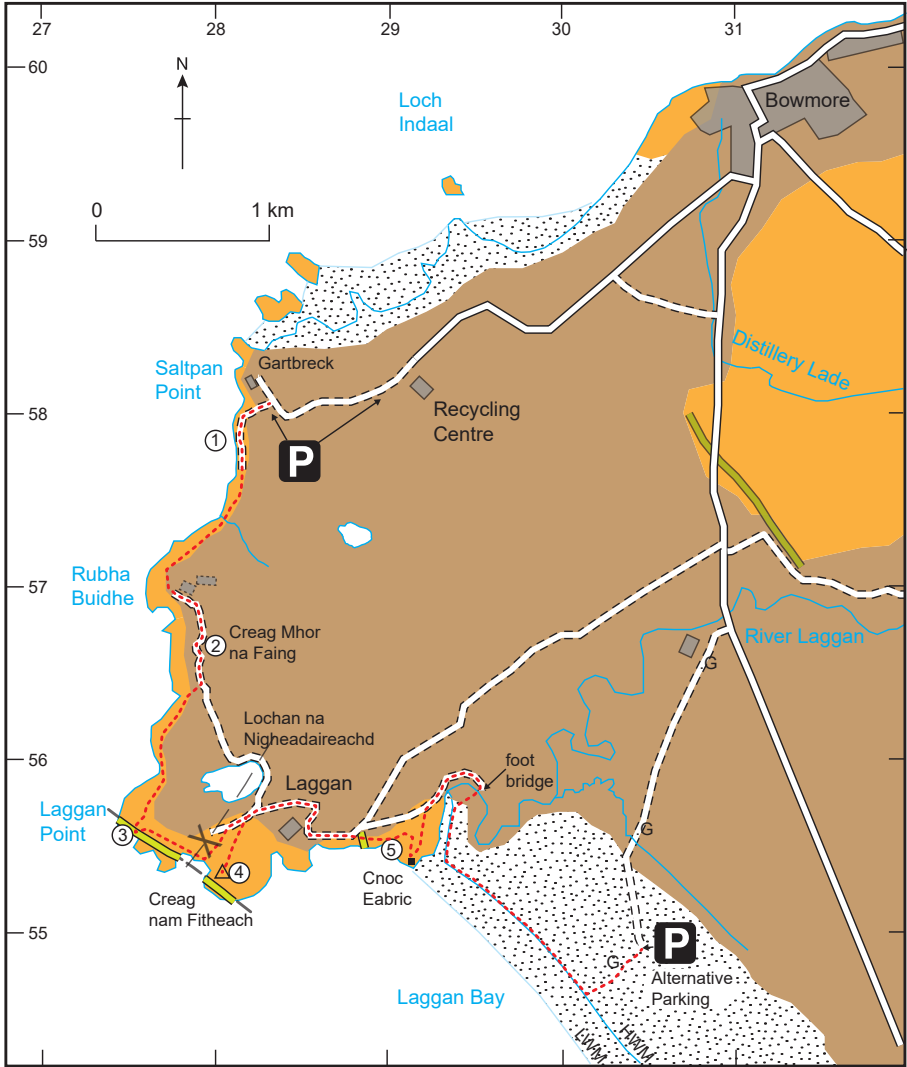 27 28 29 30 31
60
N
Loch
Indaal
Bowmore
0 1 km
59
Gartbreck
Saltpan
Point
Distillery Lade
58
Recycling
Centre
1
P
57
Rubha
Buidhe
2
Creag Mhor
na Faing
River Laggan
G
Lochan na
Nigheadaireachd
56
foot
bridge
Laggan
Laggan
Point
3
G
5
4
Cnoc
Eabric
Creag
nam Fitheach
55
P
G
Alternative
Parking
Laggan Bay
LWM
HWM